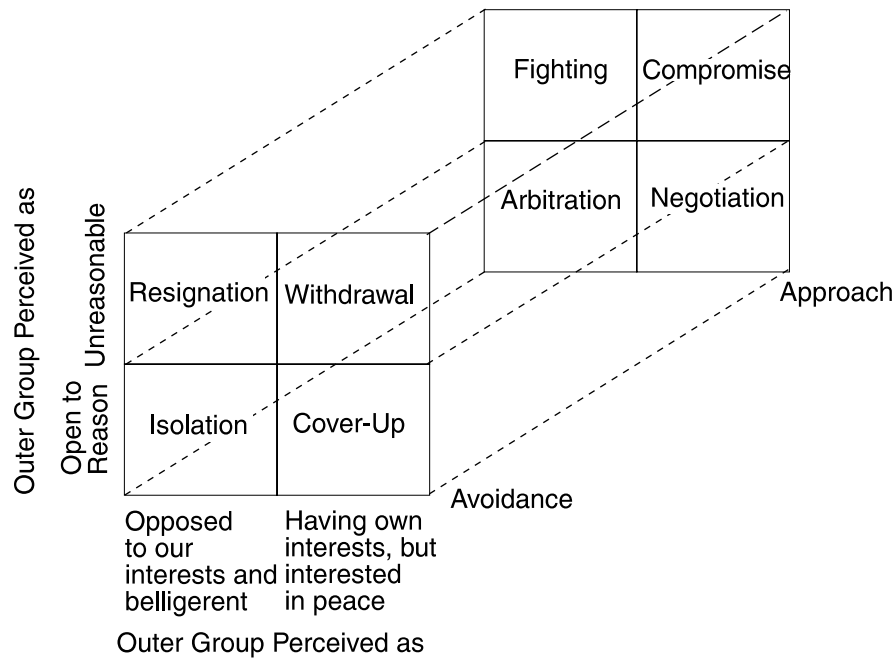 Fighting
Compromise
Arbitration
Negotiation
Approach
Outer Group Perceived as
Unreasonable
Open to
Reason
Resignation
Withdrawal
Isolation
Cover-Up
Avoidance
Opposed
to our
interests and
belligerent
Having own
interests, but
interested
in peace
Outer Group Perceived as